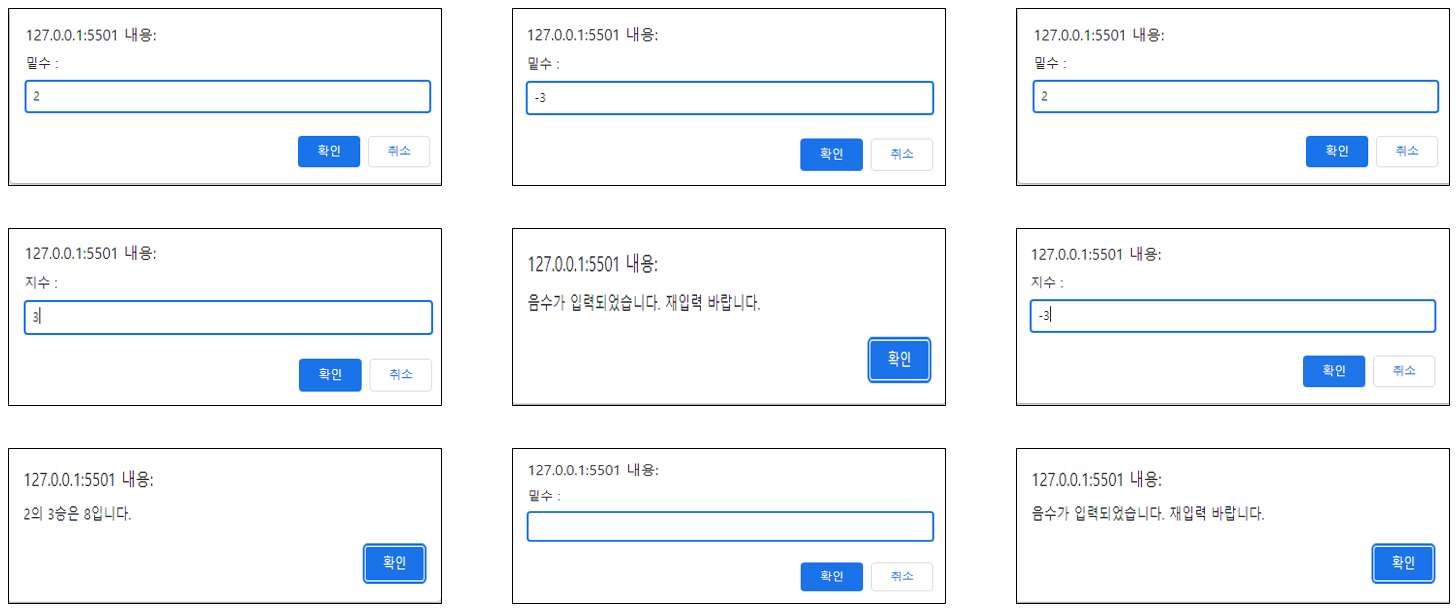 127.0.0.1:5501 내용:
밑수 :
2
확인 취소
127.0.0.1:5501 내용:
지수 :
3
확인 취소
127.0.0.1:5501 내용:
2의 3승은 8입니다.
확인
127.0.0.1:5501 내용:
밑수 :
-3
확인 취소
127.0.0.1:5501 내용:
음수가 입력되었습니다. 재입력 바랍니다.
확인
127.0.0.1:5501 내용:
밑수 :
확인 취소
127.0.0.1:5501 내용:
밑수 :
2
확인 취소
127.0.0.1:5501 내용:
지수 :
-3
확인 취소
127.0.0.1:5501 내용:
음수가 입력되었습니다. 재입력 바랍니다.
확인